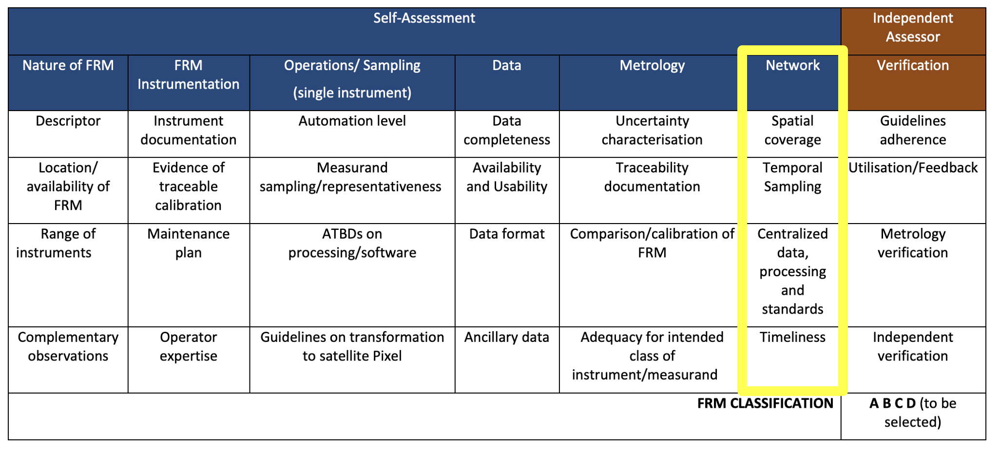 Self-Assessment
Independent
Assessor
Nature of FRM
FRM
Instrumentation
Operations/ Sampling
(single instrument)
Data
Metrology
Network
Verification
Descriptor
Instrument
documentation
Automation level
Data
completeness
Uncertainty
characterisation
Spatial
coverage
Guidelines
adherence
Location/
availability of
FRM
Evidence of
traceable
calibration
Measurand
sampling/representativeness
Availability
and Usability
Traceability
documentation
Temporal
Sampling
Utilisation/Feedback
Range of
instruments
Maintenance
plan
ATBDs on
processing/software
Data format
Comparison/calibration of
FRM
Centralized
data,
processing
and
standards
Metrology
verification
Complementary
observations
Operator
expertise
Guidelines on transformation
to satellite Pixel
Ancillary data
Adequacy for intended
class of
instrument/measurand
Timeliness
Independent
verification
FRM CLASSIFICATION
A B C D (to be
selected)